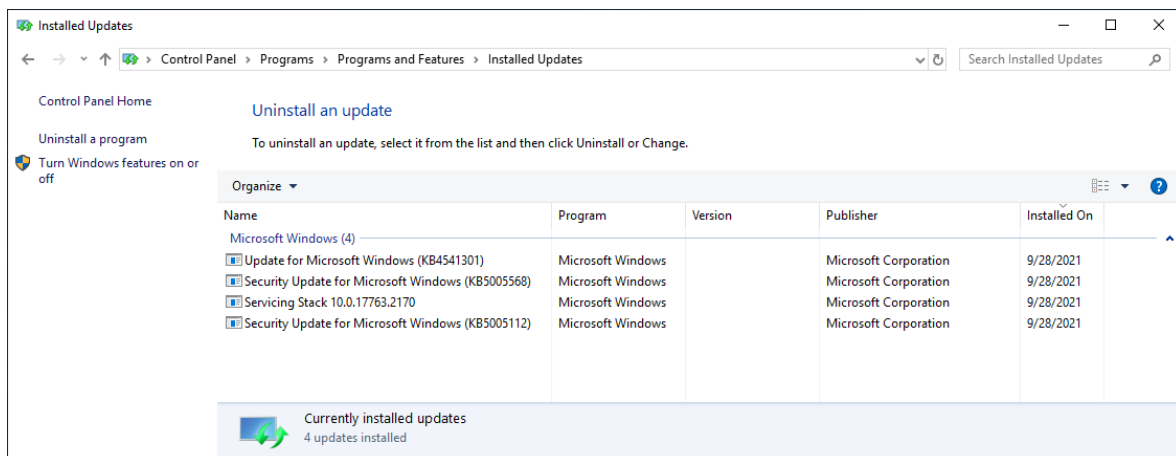 Installed Updates
Control Panel > Programs > Programs and Features > Installed Updates Search Installed Updates
Control Panel Home
Uninstall a program
Turn Windows features on or
off
Uninstall an update
To uninstall an update, select it from the list and then click Uninstall or Change.
Organize
Name Program Version Publisher Installed On
Microsoft Windows (4)
Update for Microsoft Windows (KB4541301) Microsoft Windows Microsoft Corporation 9/28/2021
Security Update for Microsoft Windows (KB5005568) Microsoft Windows Microsoft Corporation 9/28/2021
Servicing Stack 10.0.17763.2170 Microsoft Windows Microsoft Corporation 9/28/2021
Security Update for Microsoft Windows (KB5005112) Microsoft Windows Microsoft Corporation 9/28/2021
Currently installed updates
4 updates installed